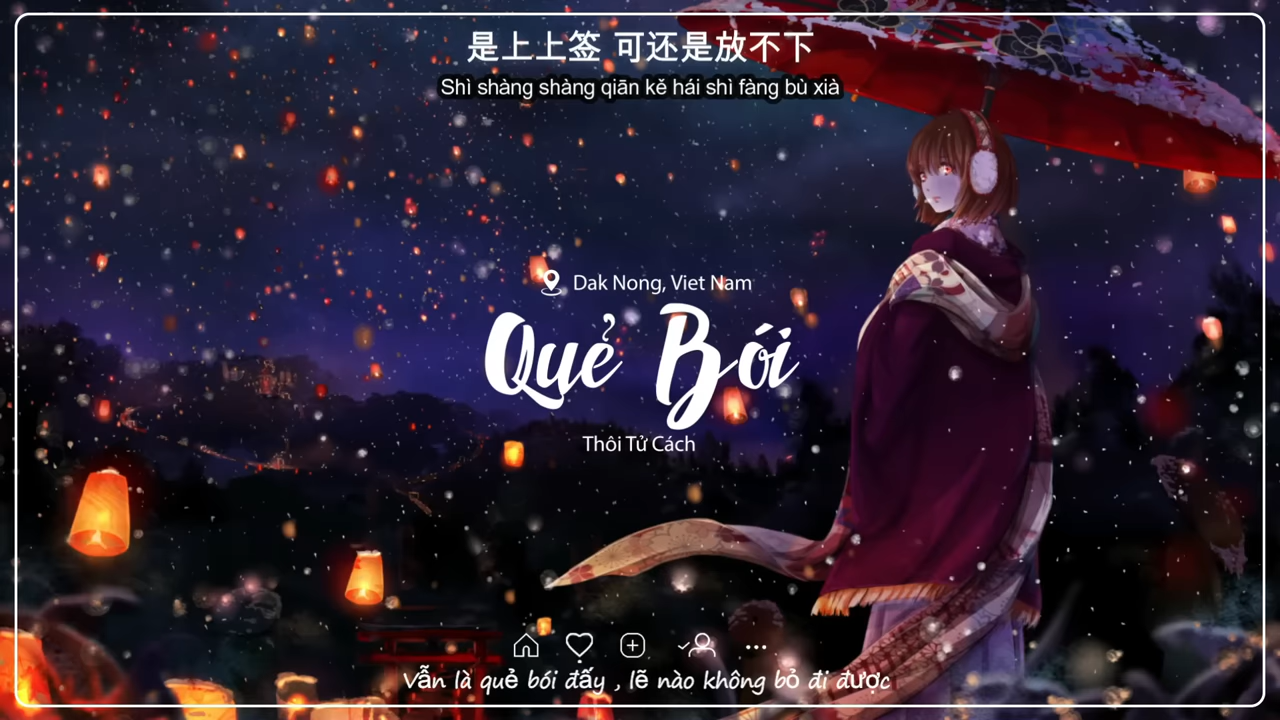 是上上签 可还是放不下
Shì shàng shàng qiān kě hái shì fàng bù xià
Dak Nong, Viet Nam
Quẻ Bói
Thôi Tử Cách
Vẫn là quẻ bói đấy , lẽ nào không bỏ đi được